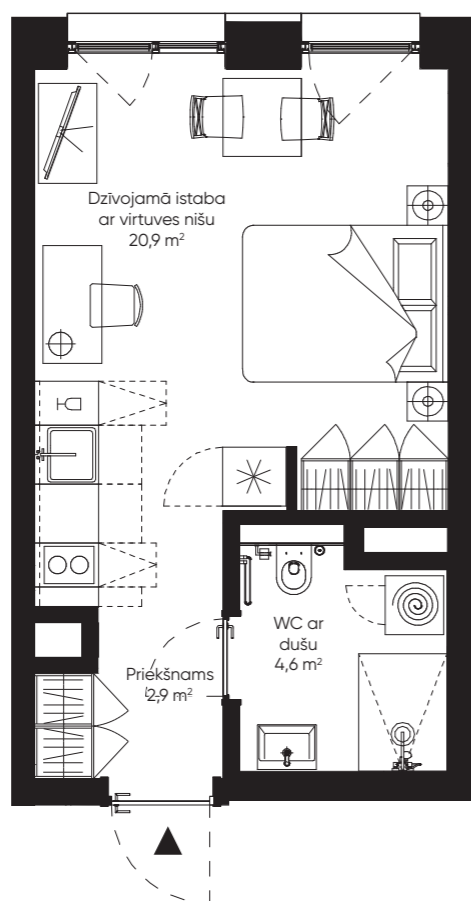 Dzīvojamā istaba
ar virtuves nišu
20,9 m²
WC ar
dušu
4,6 m²
Priekšnams
2,9 m²